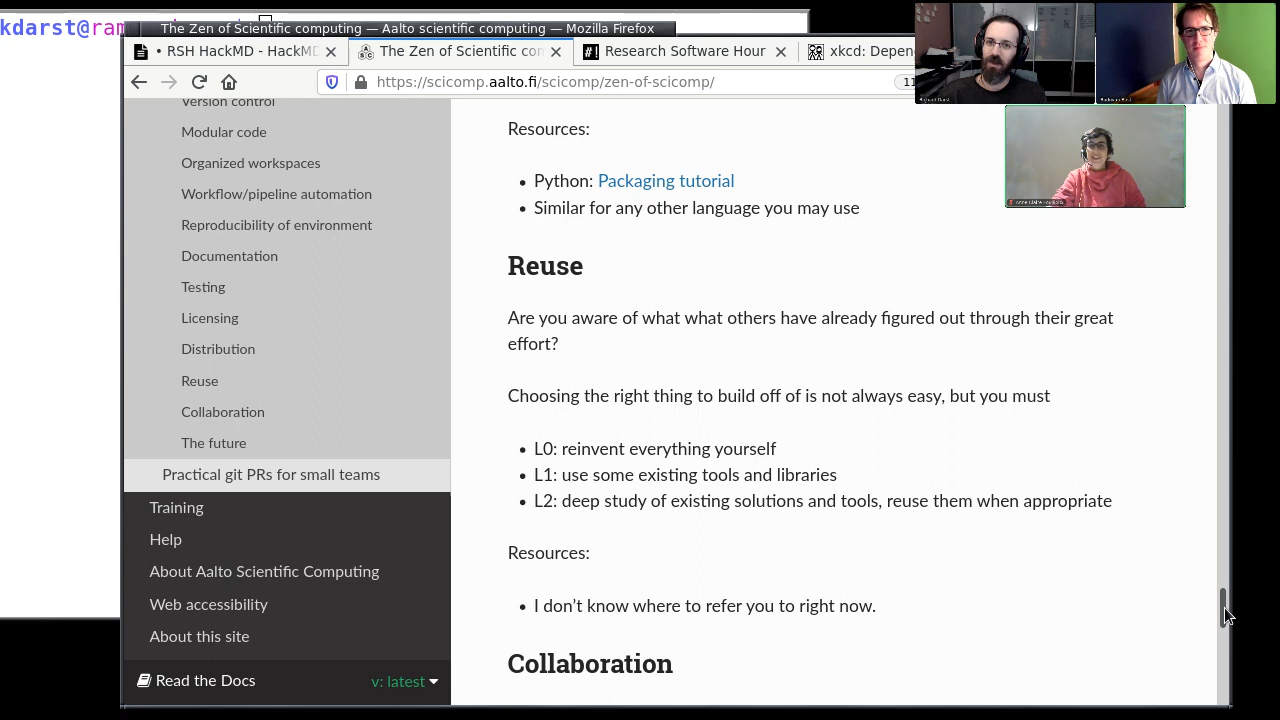 kdarst@ram
The Zen of Scientific computing — Aalto scientific computing — Mozilla Firefox
• RSH HackMD - HackMD
The Zen of Scientific con
Research Software Hour
xkcd: Depen
https://scicomp.aalto.fi/scicomp/zen-of-scicomp/
11
Version control
Modular code
Organized workspaces
Workflow/pipeline automation
Reproducibility of environment
Documentation
Testing
Licensing
Distribution
Reuse
Collaboration
The future
Practical git PRs for small teams
Training
Help
About Aalto Scientific Computing
Web accessibility
About this site
Read the Docs
v: latest
Resources:
• Python: Packaging tutorial
• Similar for any other language you may use
Reuse
Are you aware of what what others have already figured out through their great
effort?
Choosing the right thing to build off of is not always easy, but you must
• L0: reinvent everything yourself
• L1: use some existing tools and libraries
• L2: deep study of existing solutions and tools, reuse them when appropriate
Resources:
• I don’t know where to refer you to right now.
Collaboration
Richard Darst